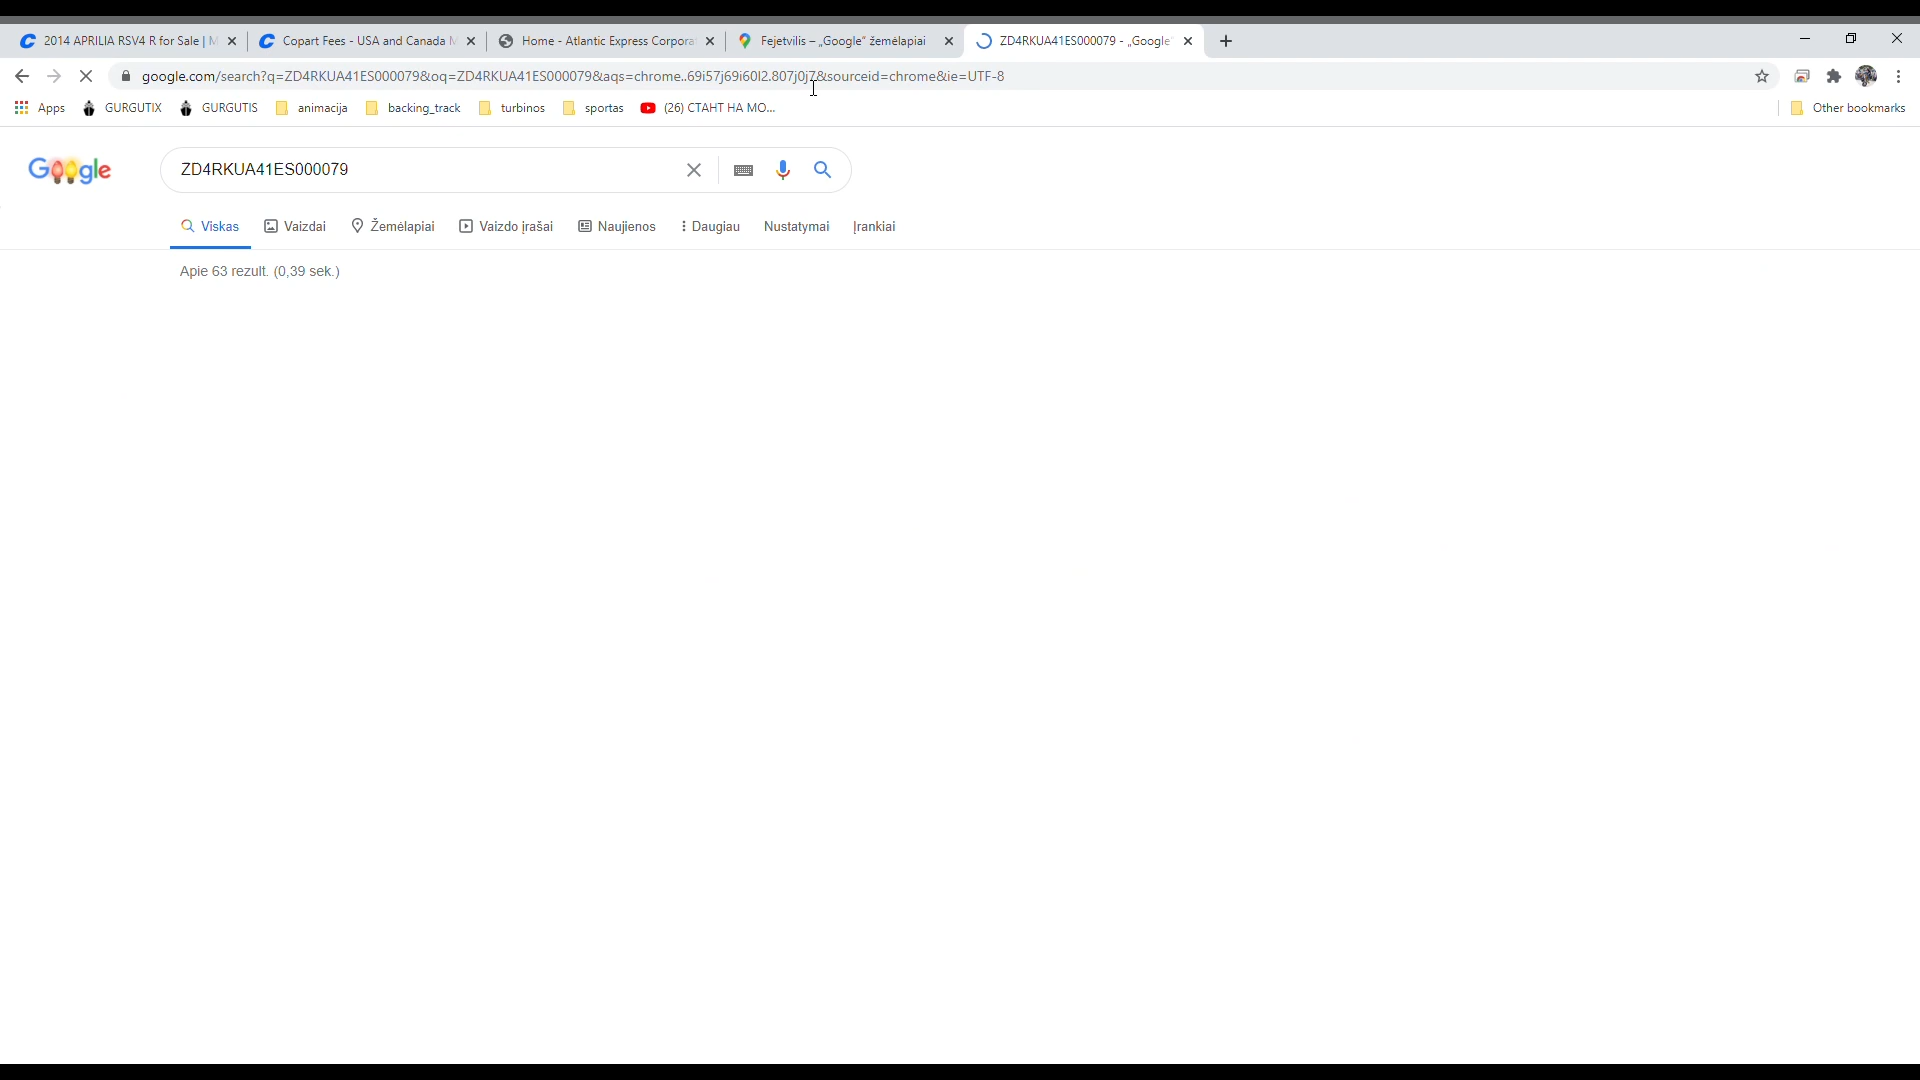 2014 APRILIA RSV4 R for Sale | M
Copart Fees - USA and Canada M
Home - Atlantic Express Corpora
Fejetvilis – „Google“ žemėlapiai
ZD4RKUA41ES000079 - „Google“
google.com/search?q=ZD4RKUA41ES000079&oq=ZD4RKUA41ES000079&aqs=chrome..69i57j69i60l2.807j0j7&sourceid=chrome&ie=UTF-8
Apps
GURGUTIX
GURGUTIS
animacija
backing_track
turbinos
sportas
(26) СТАНТ НА МО...
Other bookmarks
Google
ZD4RKUA41ES000079
Viskas
Vaizdai
Žemėlapiai
Vaizdo įrašai
Naujienos
Daugiau
Nustatymai
Įrankiai
Apie 63 rezult. (0,39 sek.)